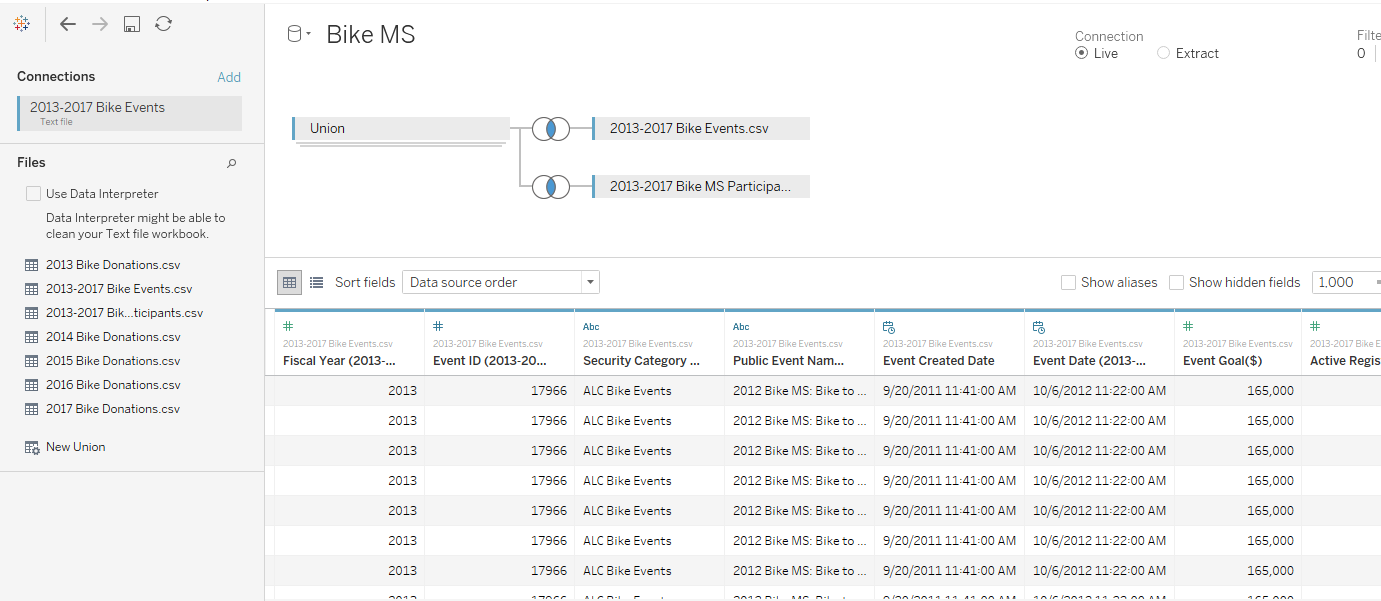 Bike MS
Connection
Live
Extract
Filte
0
Connections
Add
2013-2017 Bike Events
Text file
Files
Use Data Interpreter
Data Interpreter might be able to
clean your Text file workbook.
2013 Bike Donations.csv
2013-2017 Bike Events.csv
2013-2017 Bik...ticipants.csv
2014 Bike Donations.csv
2015 Bike Donations.csv
2016 Bike Donations.csv
2017 Bike Donations.csv
New Union
Union
2013-2017 Bike Events.csv
2013-2017 Bike MS Participa...
Sort fields Data source order Show aliases Show hidden fields 1,000
# # Abc Abc # #
2013-2017 Bike Events.csv 2013-2017 Bike Events.csv 2013-2017 Bike Events.csv 2013-2017 Bike Events.csv 2013-2017 Bike Events.csv 2013-2017 Bike Events.csv 2013-2017 Bike Events.csv 2013-2017 Bike E
Fiscal Year (2013-... Event ID (2013-20... Security Category ... Public Event Nam... Event Created Date Event Date (2013-... Event Goal($) Active Regis
2013 17966 ALC Bike Events 2012 Bike MS: Bike to ... 9/20/2011 11:41:00 AM 10/6/2012 11:22:00 AM 165,000
2013 17966 ALC Bike Events 2012 Bike MS: Bike to ... 9/20/2011 11:41:00 AM 10/6/2012 11:22:00 AM 165,000
2013 17966 ALC Bike Events 2012 Bike MS: Bike to ... 9/20/2011 11:41:00 AM 10/6/2012 11:22:00 AM 165,000
2013 17966 ALC Bike Events 2012 Bike MS: Bike to ... 9/20/2011 11:41:00 AM 10/6/2012 11:22:00 AM 165,000
2013 17966 ALC Bike Events 2012 Bike MS: Bike to ... 9/20/2011 11:41:00 AM 10/6/2012 11:22:00 AM 165,000
2013 17966 ALC Bike Events 2012 Bike MS: Bike to ... 9/20/2011 11:41:00 AM 10/6/2012 11:22:00 AM 165,000
2013 17966 ALC Bike Events 2012 Bike MS: Bike to ... 9/20/2011 11:41:00 AM 10/6/2012 11:22:00 AM 165,000